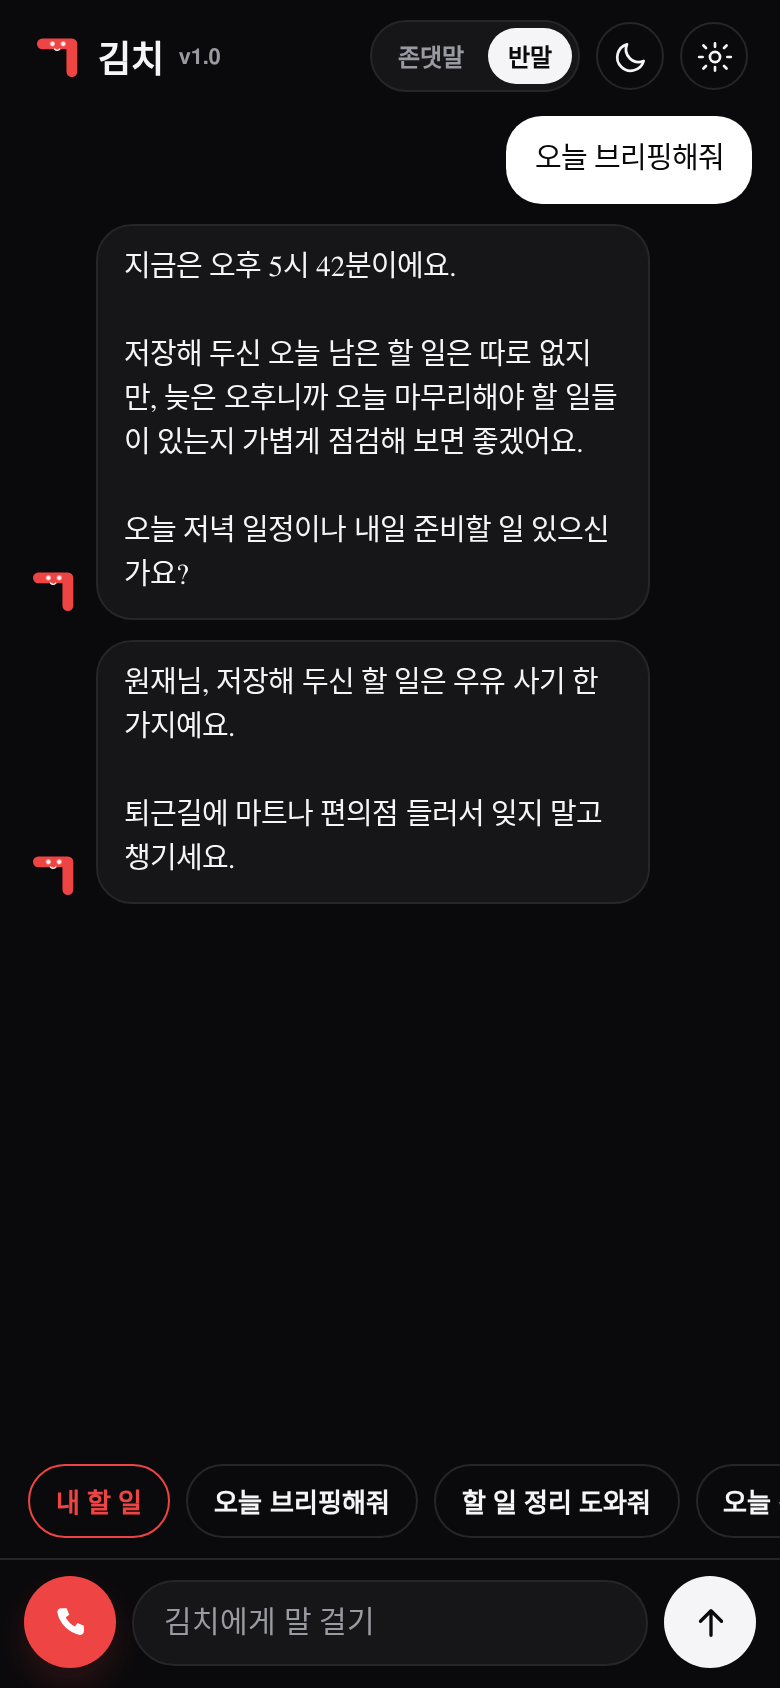 김치 v1.0
존댓말 반말
오늘 브리핑해줘
지금은 오후 5시 42분이에요.
저장해 두신 오늘 남은 할 일은 따로 없지
만, 늦은 오후니까 오늘 마무리해야 할 일들
이 있는지 가볍게 점검해 보면 좋겠어요.
오늘 저녁 일정이나 내일 준비할 일 있으신
가요?
원재님, 저장해 두신 할 일은 우유 사기 한
가지예요.
퇴근길에 마트나 편의점 들러서 잊지 말고
챙기세요.
내 할 일 오늘 브리핑해줘 할 일 정리 도와줘 오늘
김치에게 말 걸기